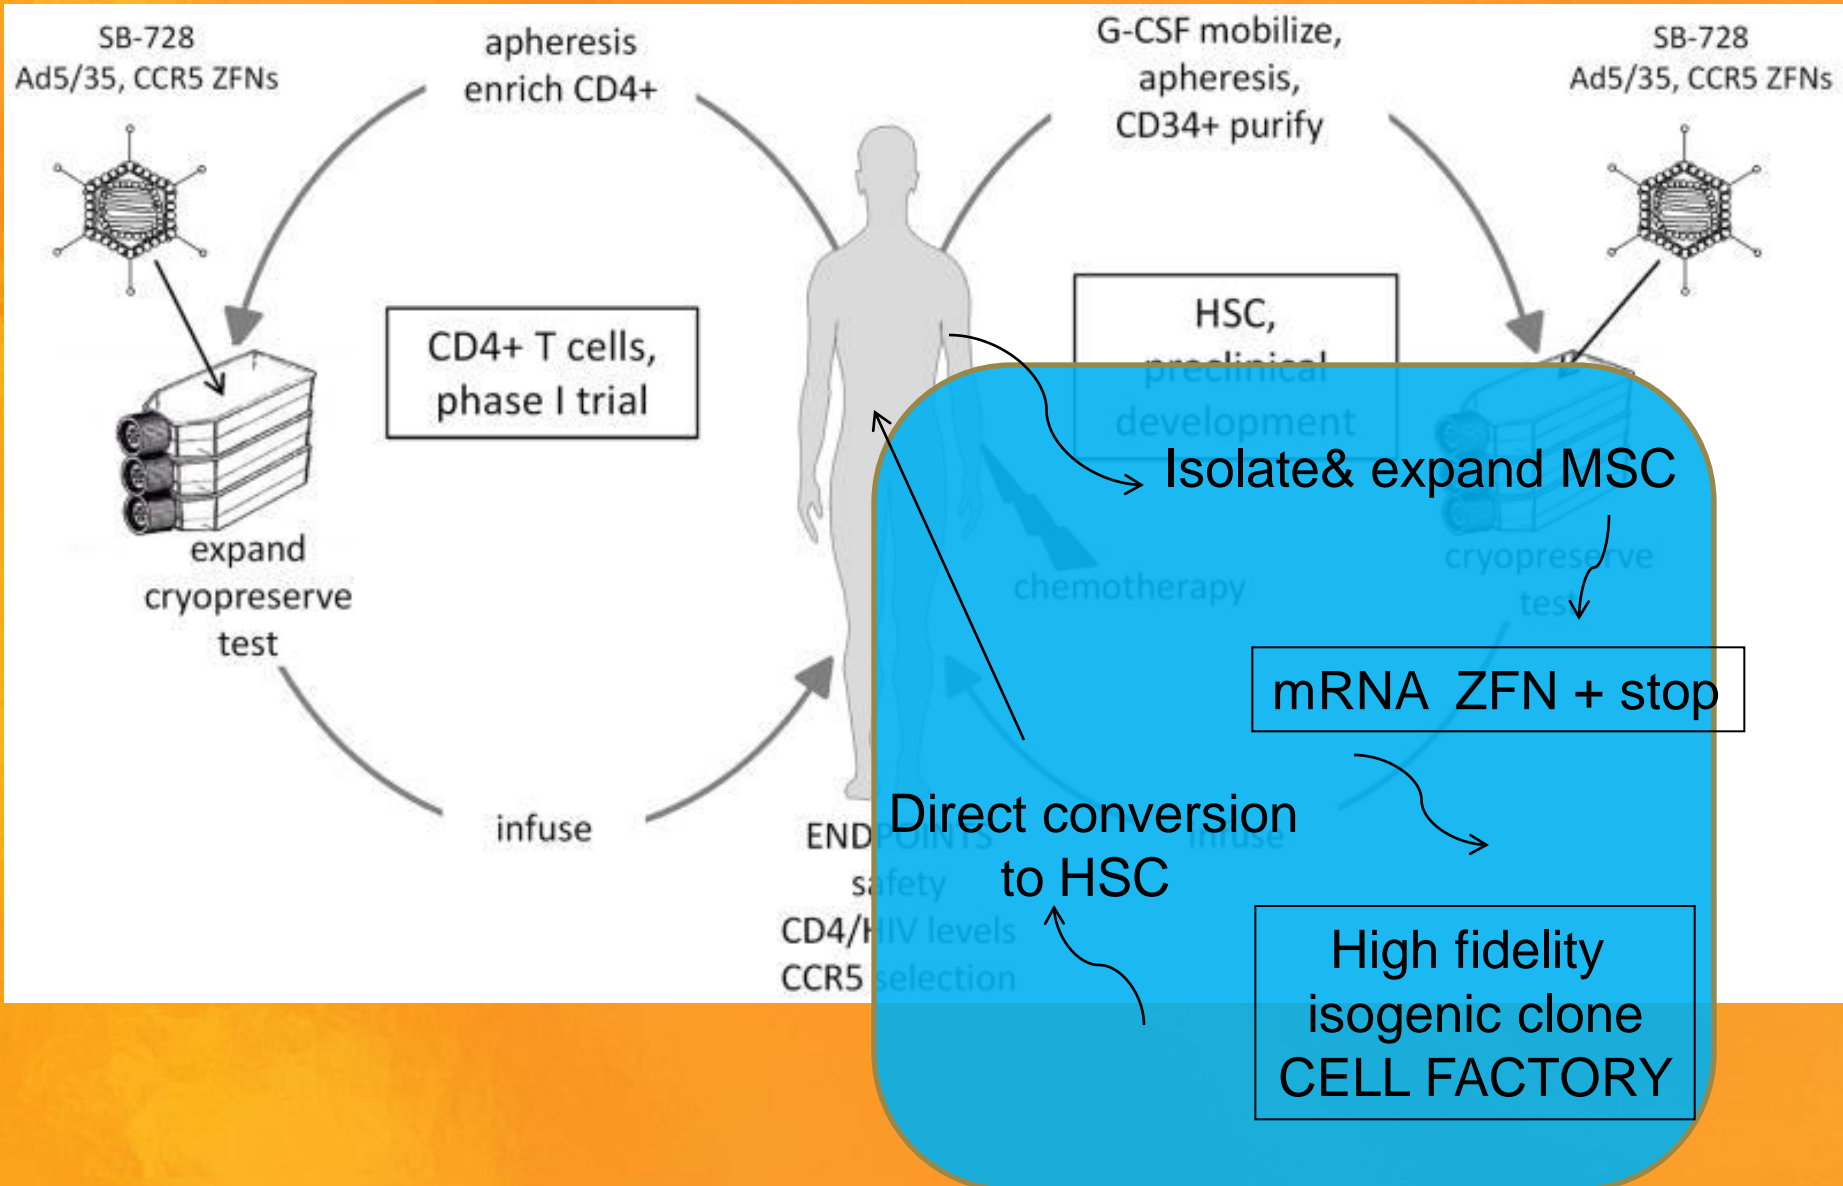 SB-728
Ad5/35, CCR5 ZFNs
apheresis
enrich CD4+
G-CSF mobilize,
apheresis,
CD34+ purify
SB-728
Ad5/35, CCR5 ZFNs
CD4+ T cells,
phase I trial
HSC,
preclinical
development
Isolate& expand MSC
expand
cryopreserve
test
chemotherapy
cryopreserve
test
mRNA  ZFN + stop
infuse
infuse
Direct conversion
to HSC
ENDPOINTS
safety
CD4/HIV levels
CCR5 selection
High fidelity
isogenic clone
CELL FACTORY